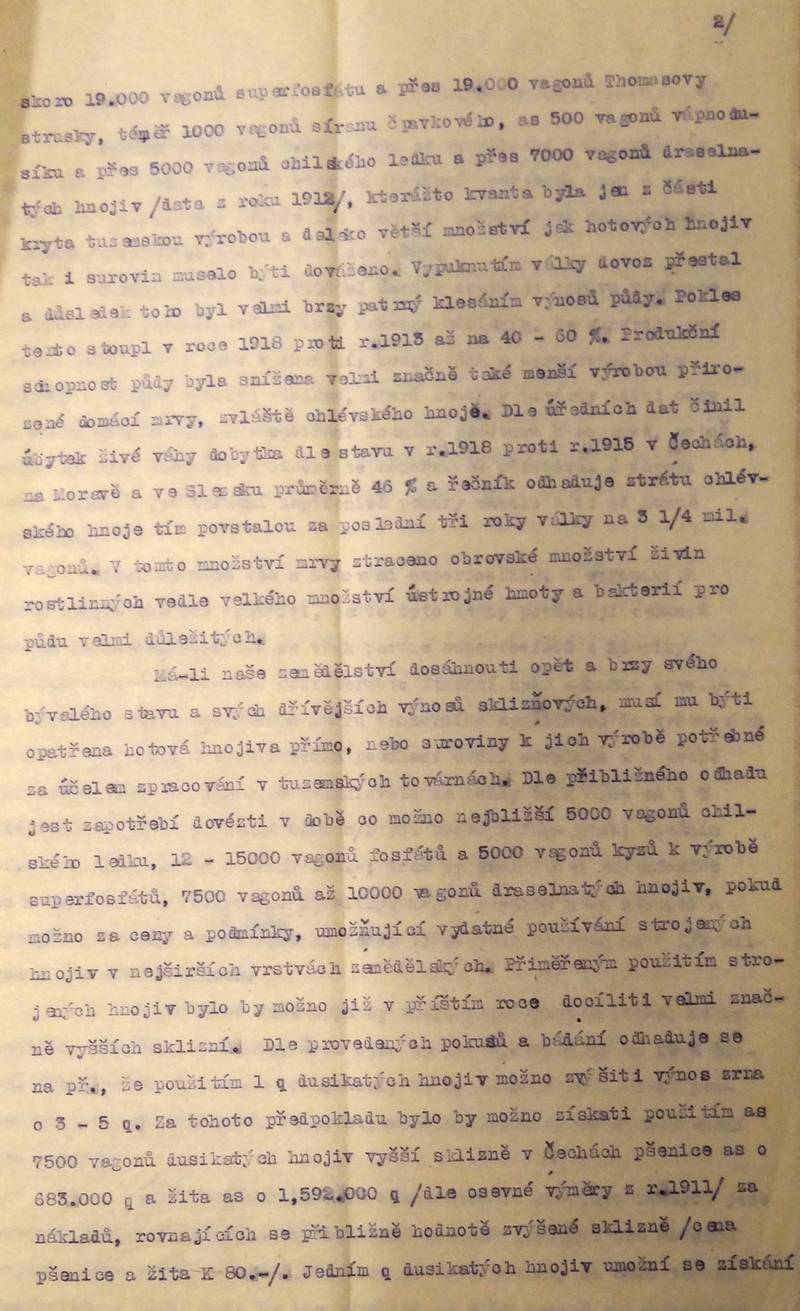 2/
skoro 19.000 vagonů superfosfátu a přes 19.000 vagonů Thomasovy
strusky, téměř 1000 vagonů síranu čpavkového, as 500 vagonů vápnodu-
síku a přes 5000 vagonů chilského ledku a přes 7000 vagonů draselna-
tých hnojiv /data z roku 1912/, kterážto kvanta byla jen z části
kryta tuzemskou výrobou a daleko větší množství jak hotových hnojiv
tak i surovin muselo býti dováženo. Vypuknutím války dovoz přestal
a důsledek toho byl velmi brzy patrný klesáním výnosů půdy. Pokles
tento stoupl v roce 1918 proti r.1913 až na 40 - 60 %. Produkční
schopnost půdy byla snížena velmi značně také menší výrobou přiro-
zené domácí mrvy, zvláště chlévského hnoje. Dle úředních dat činil
úbytek živé váhy dobytka dle stavu v r.1918 proti r.1915 v Čechách,
na Moravě a ve Slezsku průměrně 46 % a řečník odhaduje ztrátu chlév-
ského hnoje tím povstalou za poslední tři roky války na 3 1/4 mil.
vagonů. V tomto množství mrvy ztraceno obrovské množství živin
rostlinných vedle velkého množství ústrojné hmoty a bakterií pro
půdu velmi důležitých.
Má-li naše zemědělství dosáhnouti opět a brzy svého
bývalého stavu a svých dřívějších výnosů sklizňových, musí mu býti
opatřena hotová hnojiva přímo, nebo suroviny k jich výrobě potřebné
za účelem zpracování v tuzemských továrnách. Dle přibližného odhadu
jest zapotřebí dovézti v době co možno nejbližší 5000 vagonů chil-
ského ledku, 12 - 15000 vagonů fosfátů a 5000 vagonů kyzů k výrobě
superfosfátů, 7500 vagonů až 10000 vagonů draselnatých hnojiv, pokud
možno za ceny a podmínky, umožňující vydatné používání strojených
hnojiv v nejširších vrstvách zemědělských. Přiměřeným použitím stro-
jených hnojiv bylo by možno již v příštím roce docíliti velmi znač-
ně vyšších sklizní. Dle provedených pokusů a bádání odhaduje se
na př., že použitím 1 q dusikatých hnojiv možno zvýšiti výnos zrna
o 3 - 5 q. Za tohoto předpokladu bylo by možno získati použitím as
7500 vagonů dusikatých hnojiv vyšší sklizně v Čechách pšenice as o
683.000 q a žita as o 1,592.000 q /dle osevné výměry z r.1911/ za
nákladů, rovnajících se přibližně hodnotě zvýšené sklizně /cena
pšenice a žita K 80.-/. Jedním q dusikatých hnojiv umožní se získání